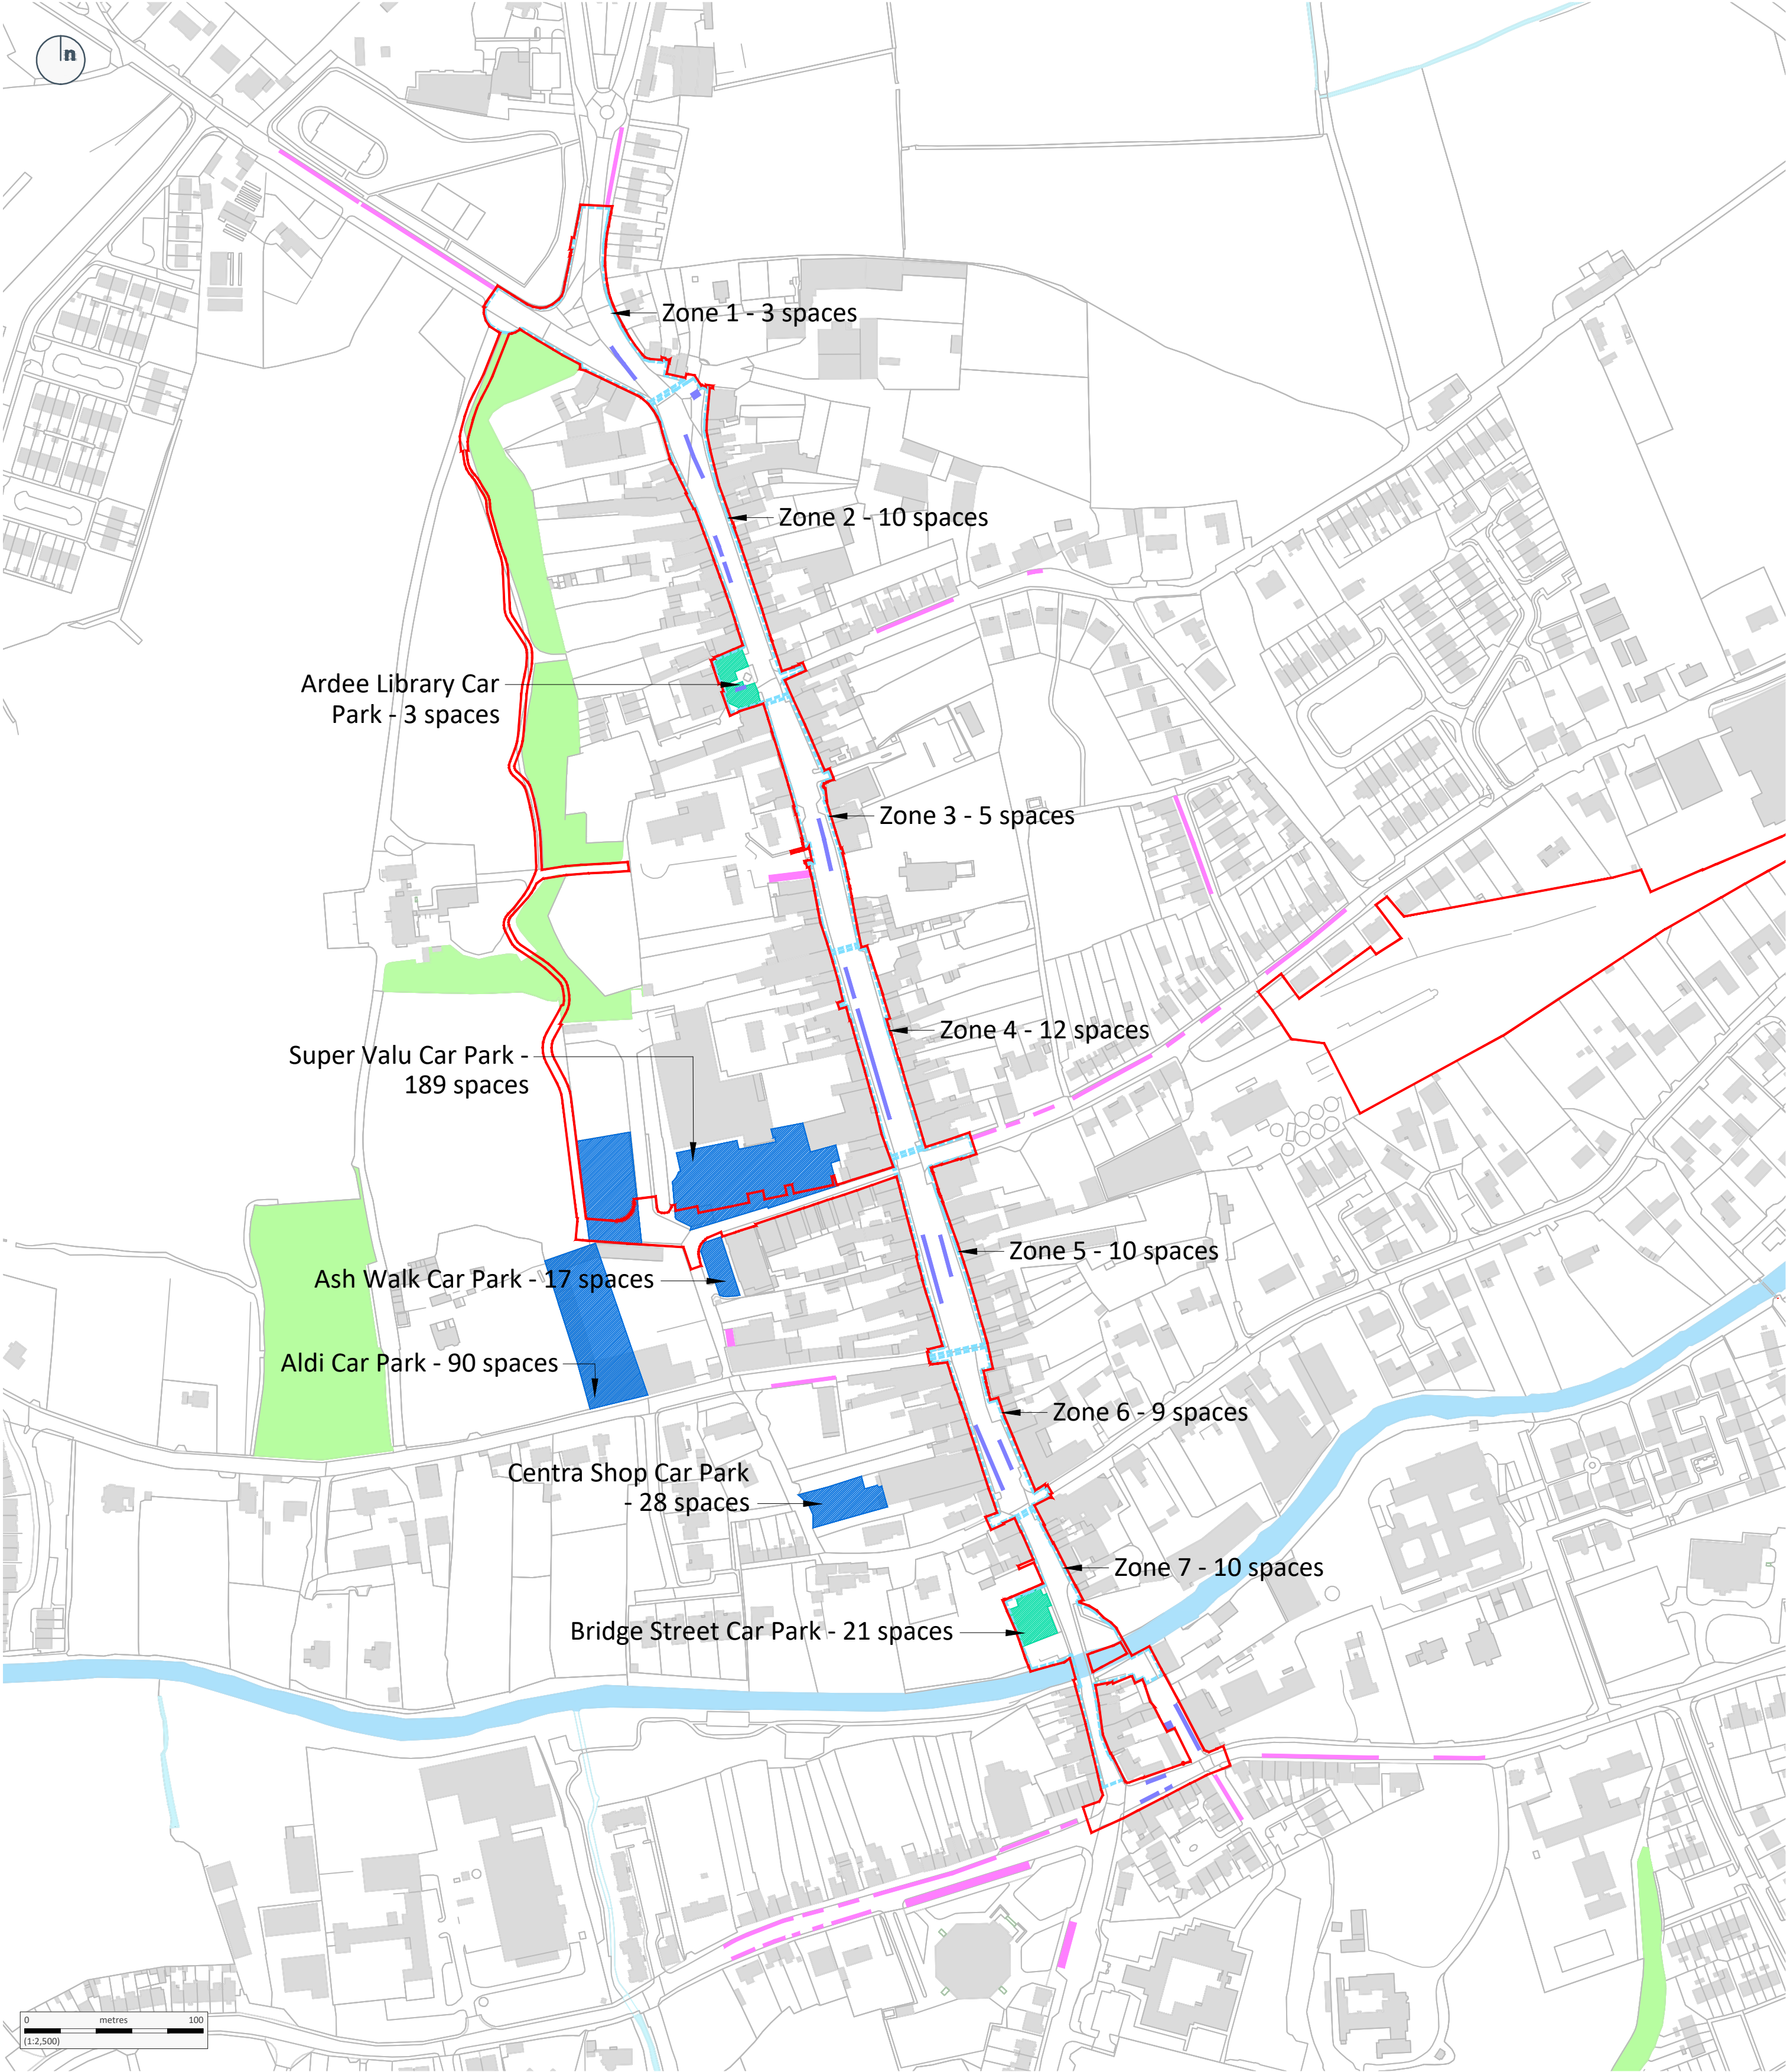 n
Zone 1 - 3 spaces
Zone 2 - 10 spaces
Ardee Library Car
Park - 3 spaces
Zone 3 - 5 spaces
Zone 4 - 12 spaces
Super Valu Car Park -
189 spaces
Zone 5 - 10 spaces
Ash Walk Car Park - 17 spaces
Aldi Car Park - 90 spaces
Zone 6 - 9 spaces
Centra Shop Car Park
- 28 spaces
Zone 7 - 10 spaces
Bridge Street Car Park - 21 spaces
0 metres 100
(1:2,500)